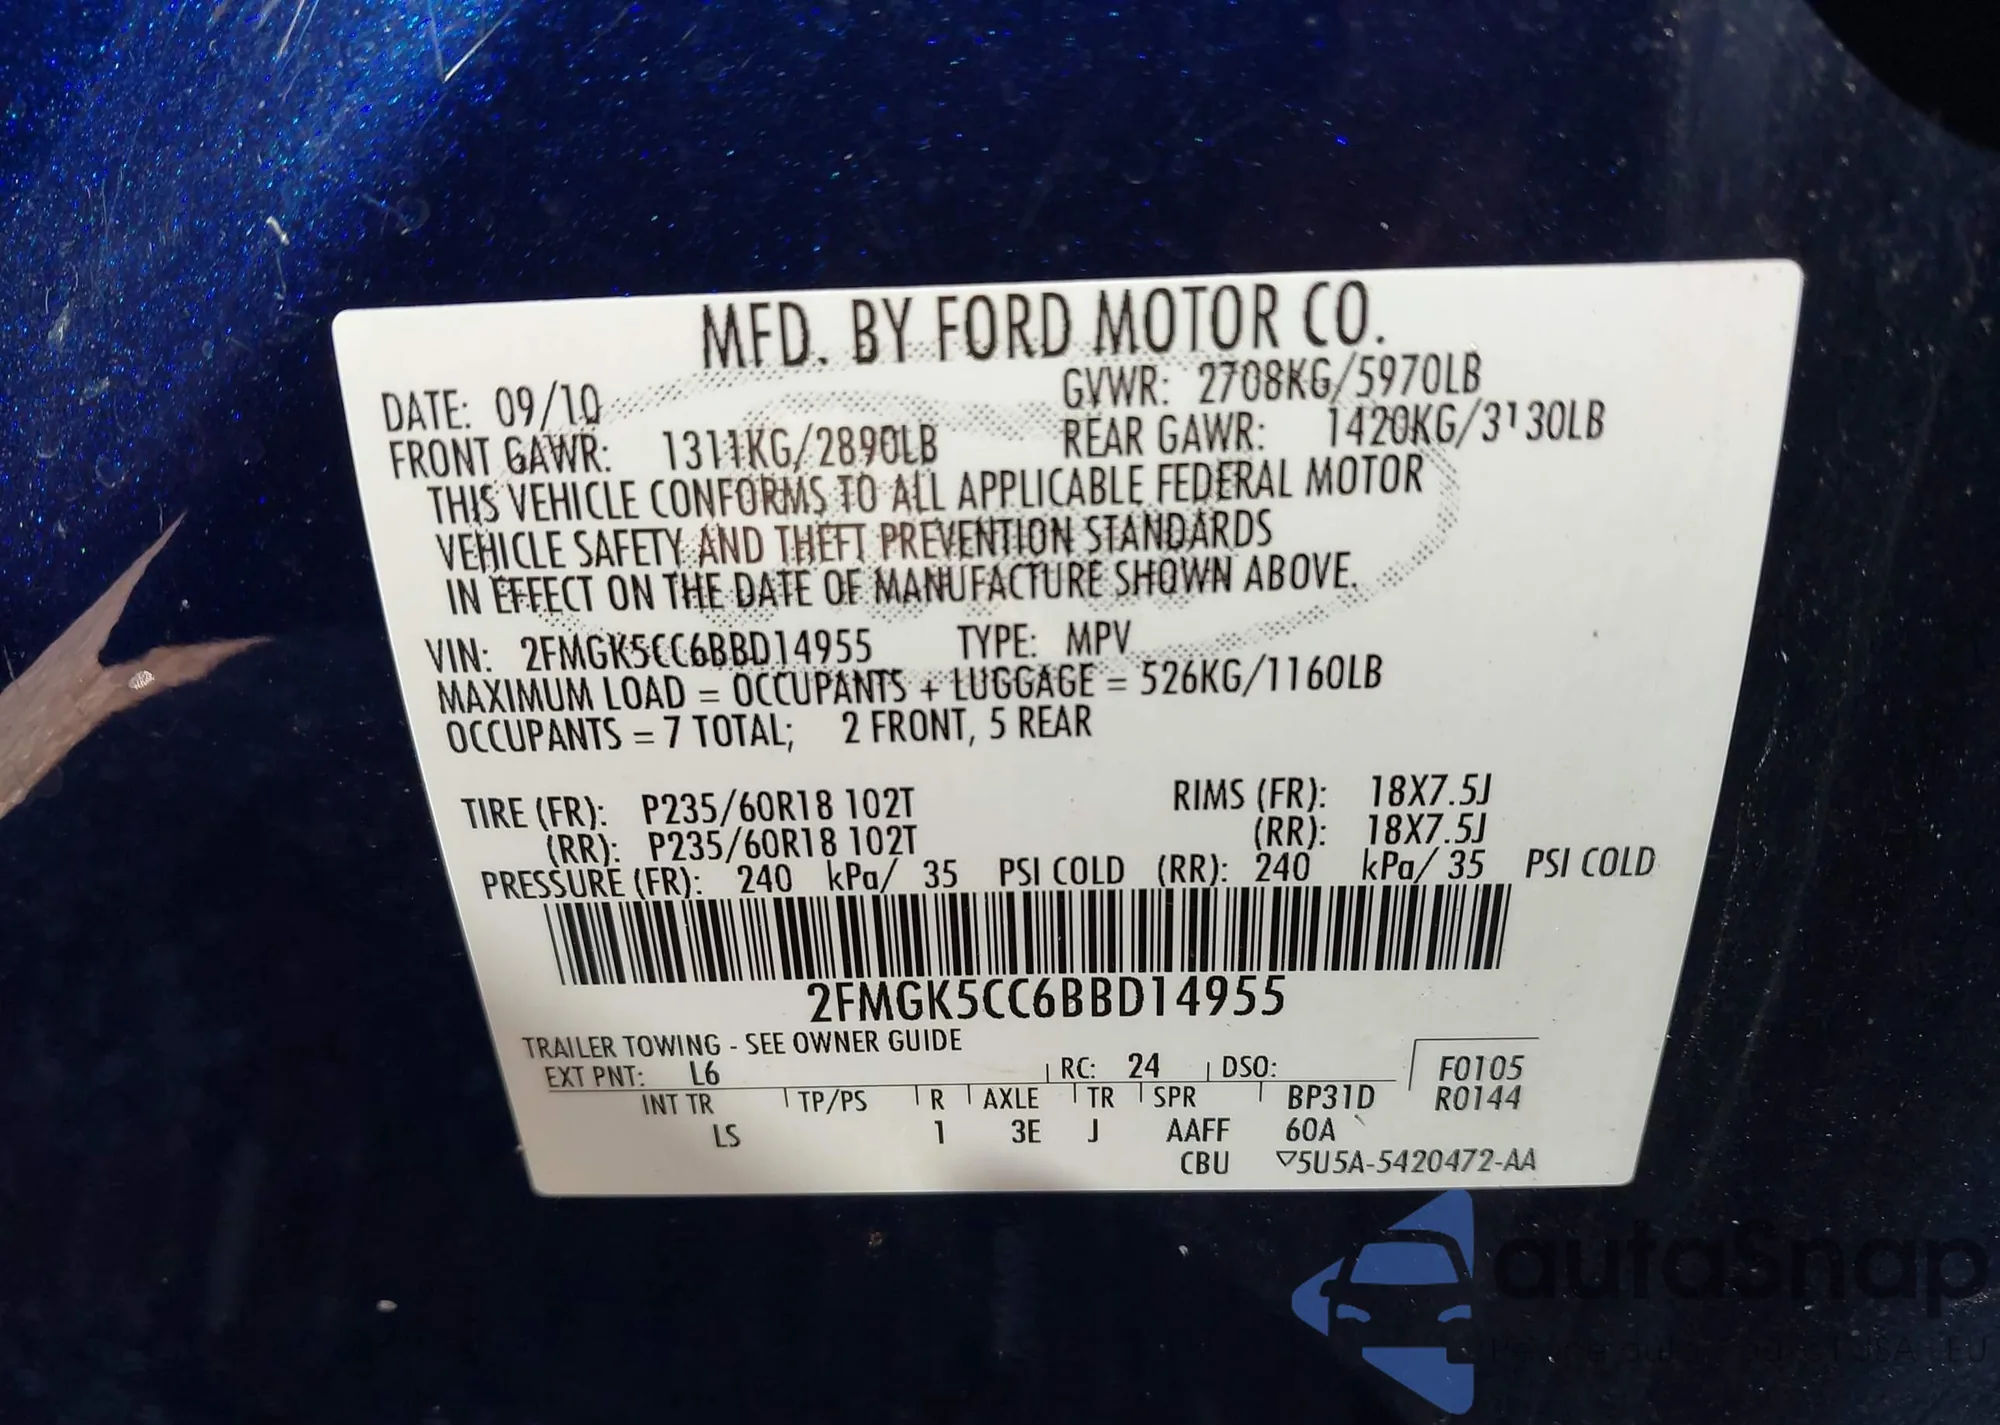 MFD. BY FORD MOTOR CO.
DATE: 09/10 GVWR: 2708KG/5970LB
FRONT GAWR: 1311KG/2890LB REAR GAWR: 1420KG/3130LB
THIS VEHICLE CONFORMS TO ALL APPLICABLE FEDERAL MOTOR
VEHICLE SAFETY AND THEFT PREVENTION STANDARDS
IN EFFECT ON THE DATE OF MANUFACTURE SHOWN ABOVE.
VIN: 2FMGK5CC6BBD14955 TYPE: MPV
MAXIMUM LOAD = OCCUPANTS + LUGGAGE = 526KG/1160LB
OCCUPANTS = 7 TOTAL; 2 FRONT, 5 REAR
TIRE (FR): P235/60R18 102T RIMS (FR): 18X7.5J
(RR): P235/60R18 102T (RR): 18X7.5J
PRESSURE (FR): 240 kPa/ 35 PSI COLD (RR): 240 kPa/ 35 PSI COLD
2FMGK5CC6BBD14955
TRAILER TOWING - SEE OWNER GUIDE
EXT PNT: L6 RC: 24 DSO: F0105
INT TR TP/PS R AXLE TR SPR BP31D R0144
LS 1 3E J AAFF 60A
CBU ▽5U5A-5420472-AA
autaSnap